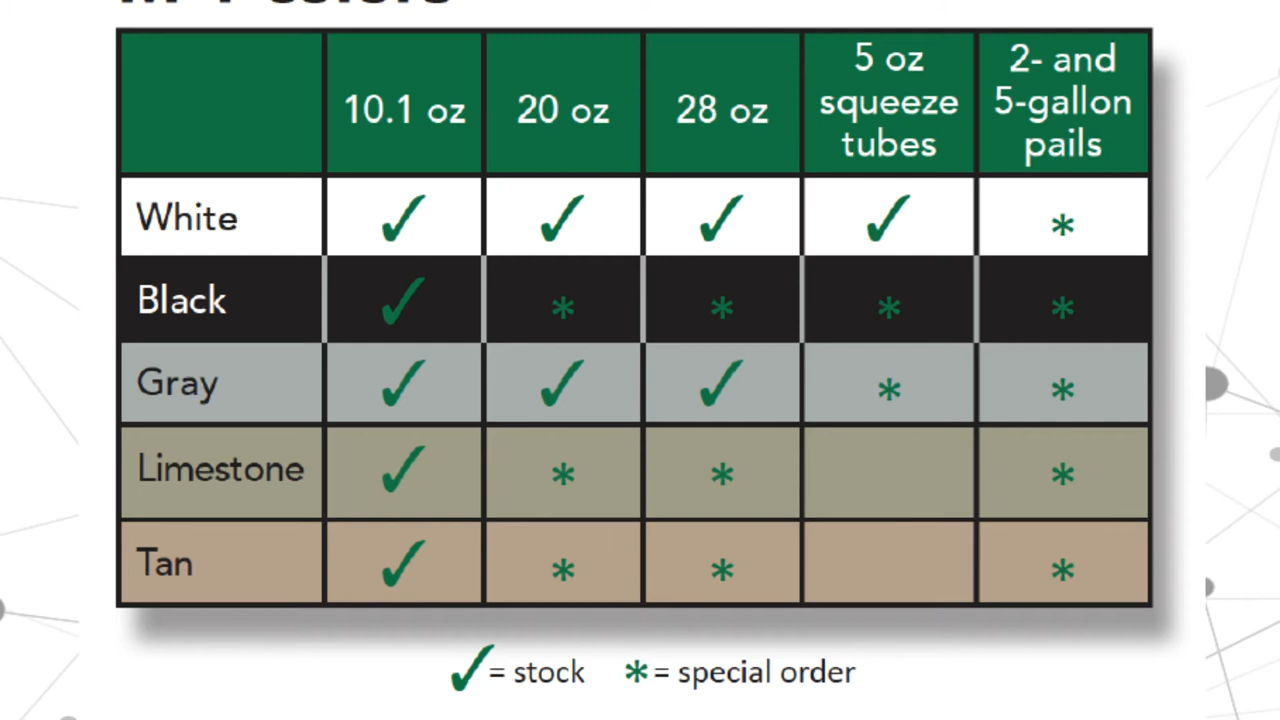 10.1 oz 20 oz 28 oz 5 oz squeeze tubes 2- and 5-gallon pails
White ✓ ✓ ✓ ✓ *
Black ✓ * * * *
Gray ✓ ✓ ✓ * *
Limestone ✓ * * *
Tan ✓ * * *
✓= stock *= special order